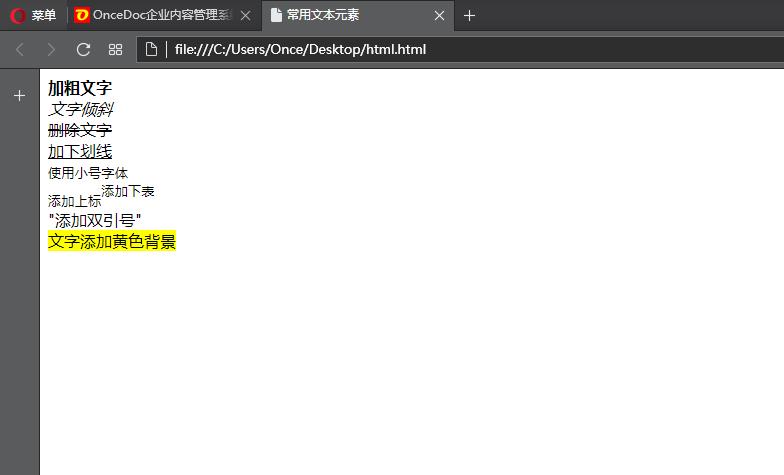 菜单
OnceDoc企业内容管理系统
常用文本元素
file:///C:/Users/Once/Desktop/html.html
加粗文字
文字倾斜
删除文字
加下划线
使用小号字体
添加上标 添加下表
"添加双引号"
文字添加黄色背景